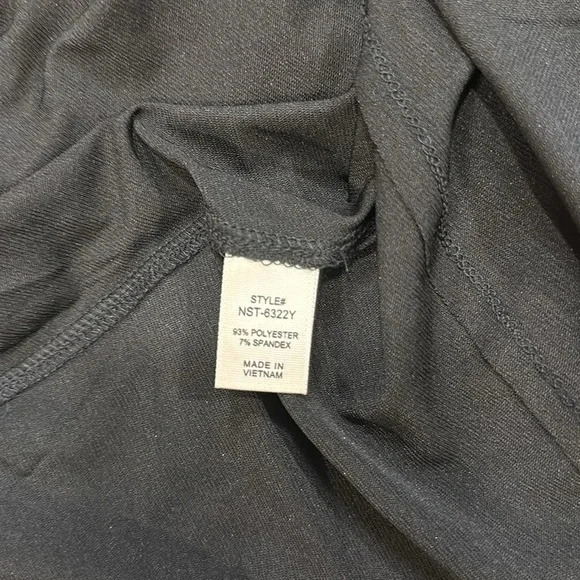 STYLE#
NST-6322Y
93% POLYESTER
7% SPANDEX
MADE IN
VIETNAM